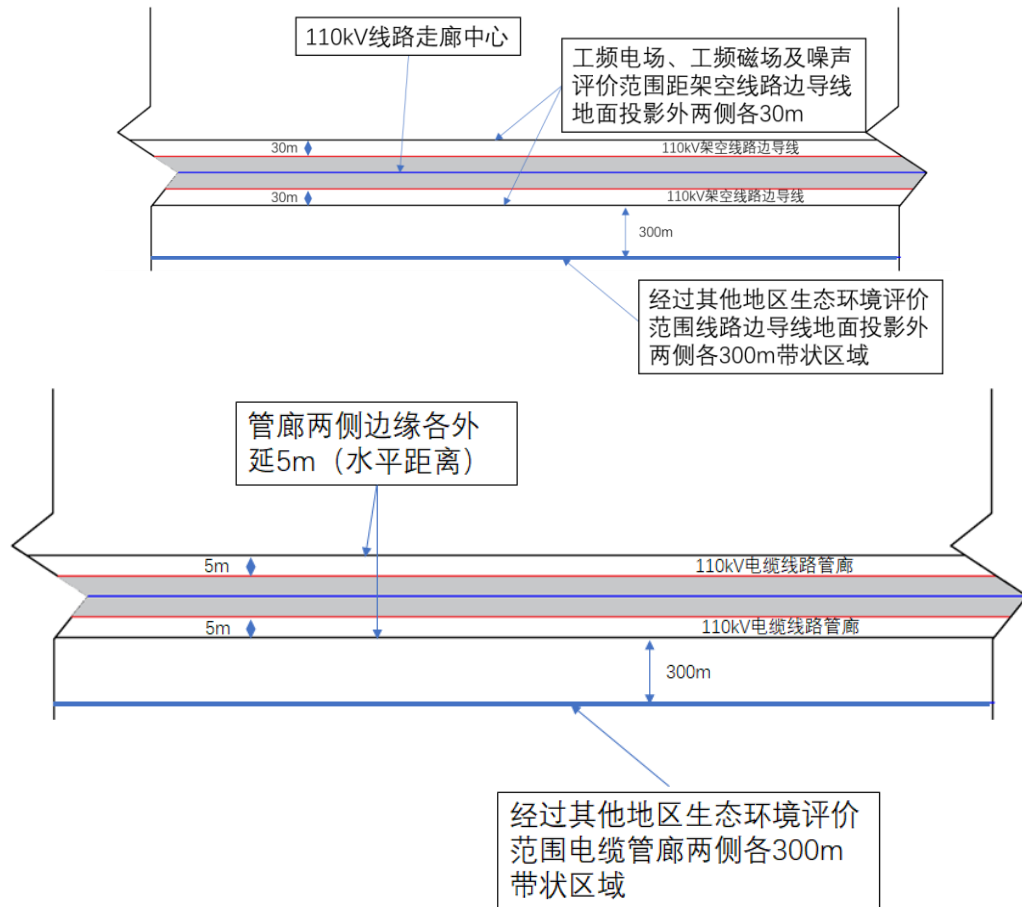 110kV线路走廊中心
工频电场、工频磁场及噪声
评价范围距架空线路边导线
地面投影外两侧各30m
30m
110kV架空线路边导线
30m
110kV架空线路边导线
300m
经过其他地区生态环境评价
范围线路边导线地面投影外
两侧各300m带状区域
管廊两侧边缘各外
延5m（水平距离）
5m
110kV电缆线路管廊
5m
110kV电缆线路管廊
300m
经过其他地区生态环境评价
范围电缆管廊两侧各300m
带状区域